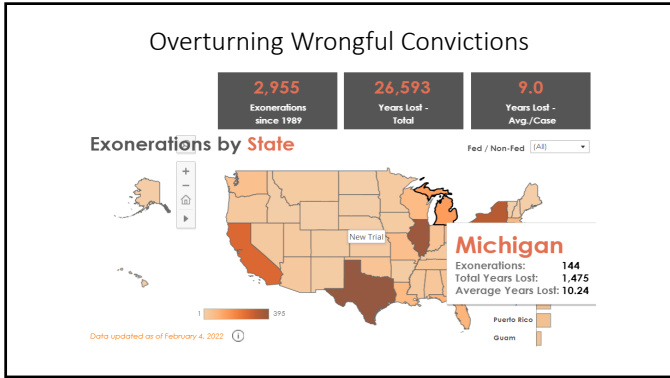 Overturning Wrongful Convictions
2,955
Exonerations
since 1989
26,593
Years Lost -
Total
9.0
Years Lost -
Avg./Case
Exonerations by State
Fed / Non-Fed (All)
New Trial
Michigan
Exonerations: 144
Total Years Lost: 1,475
Average Years Lost: 10.24
1 395
Puerto Rico
Guam
Data updated as of February 4, 2022